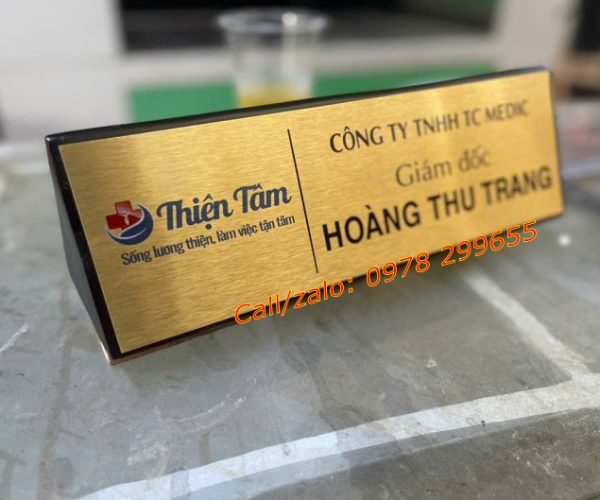 Thiện Tâm
Sống lương thiện, làm việc tận tâm
CÔNG TY TNHH TC MEDIC
Giám đốc
HOÀNG THU TRANG
Call/zalo: 0978 299655